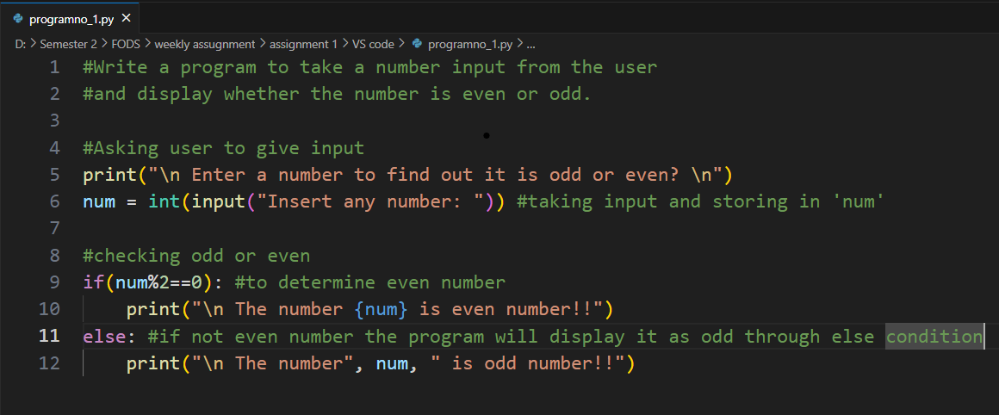 programno_1.py ×
D: > Semester 2 > FODS > weekly assugnment > assignment 1 > VS code > programno_1.py > ...
1 #Write a program to take a number input from the user
2 #and display whether the number is even or odd.
3
4 #Asking user to give input
5 print("\n Enter a number to find out it is odd or even? \n")
6 num = int(input("Insert any number: ")) #taking input and storing in 'num'
7
8 #checking odd or even
9 if(num%2==0): #to determine even number
10     print("\n The number {num} is even number!!")
11 else: #if not even number the program will display it as odd through else condition
12     print("\n The number", num, " is odd number!!")